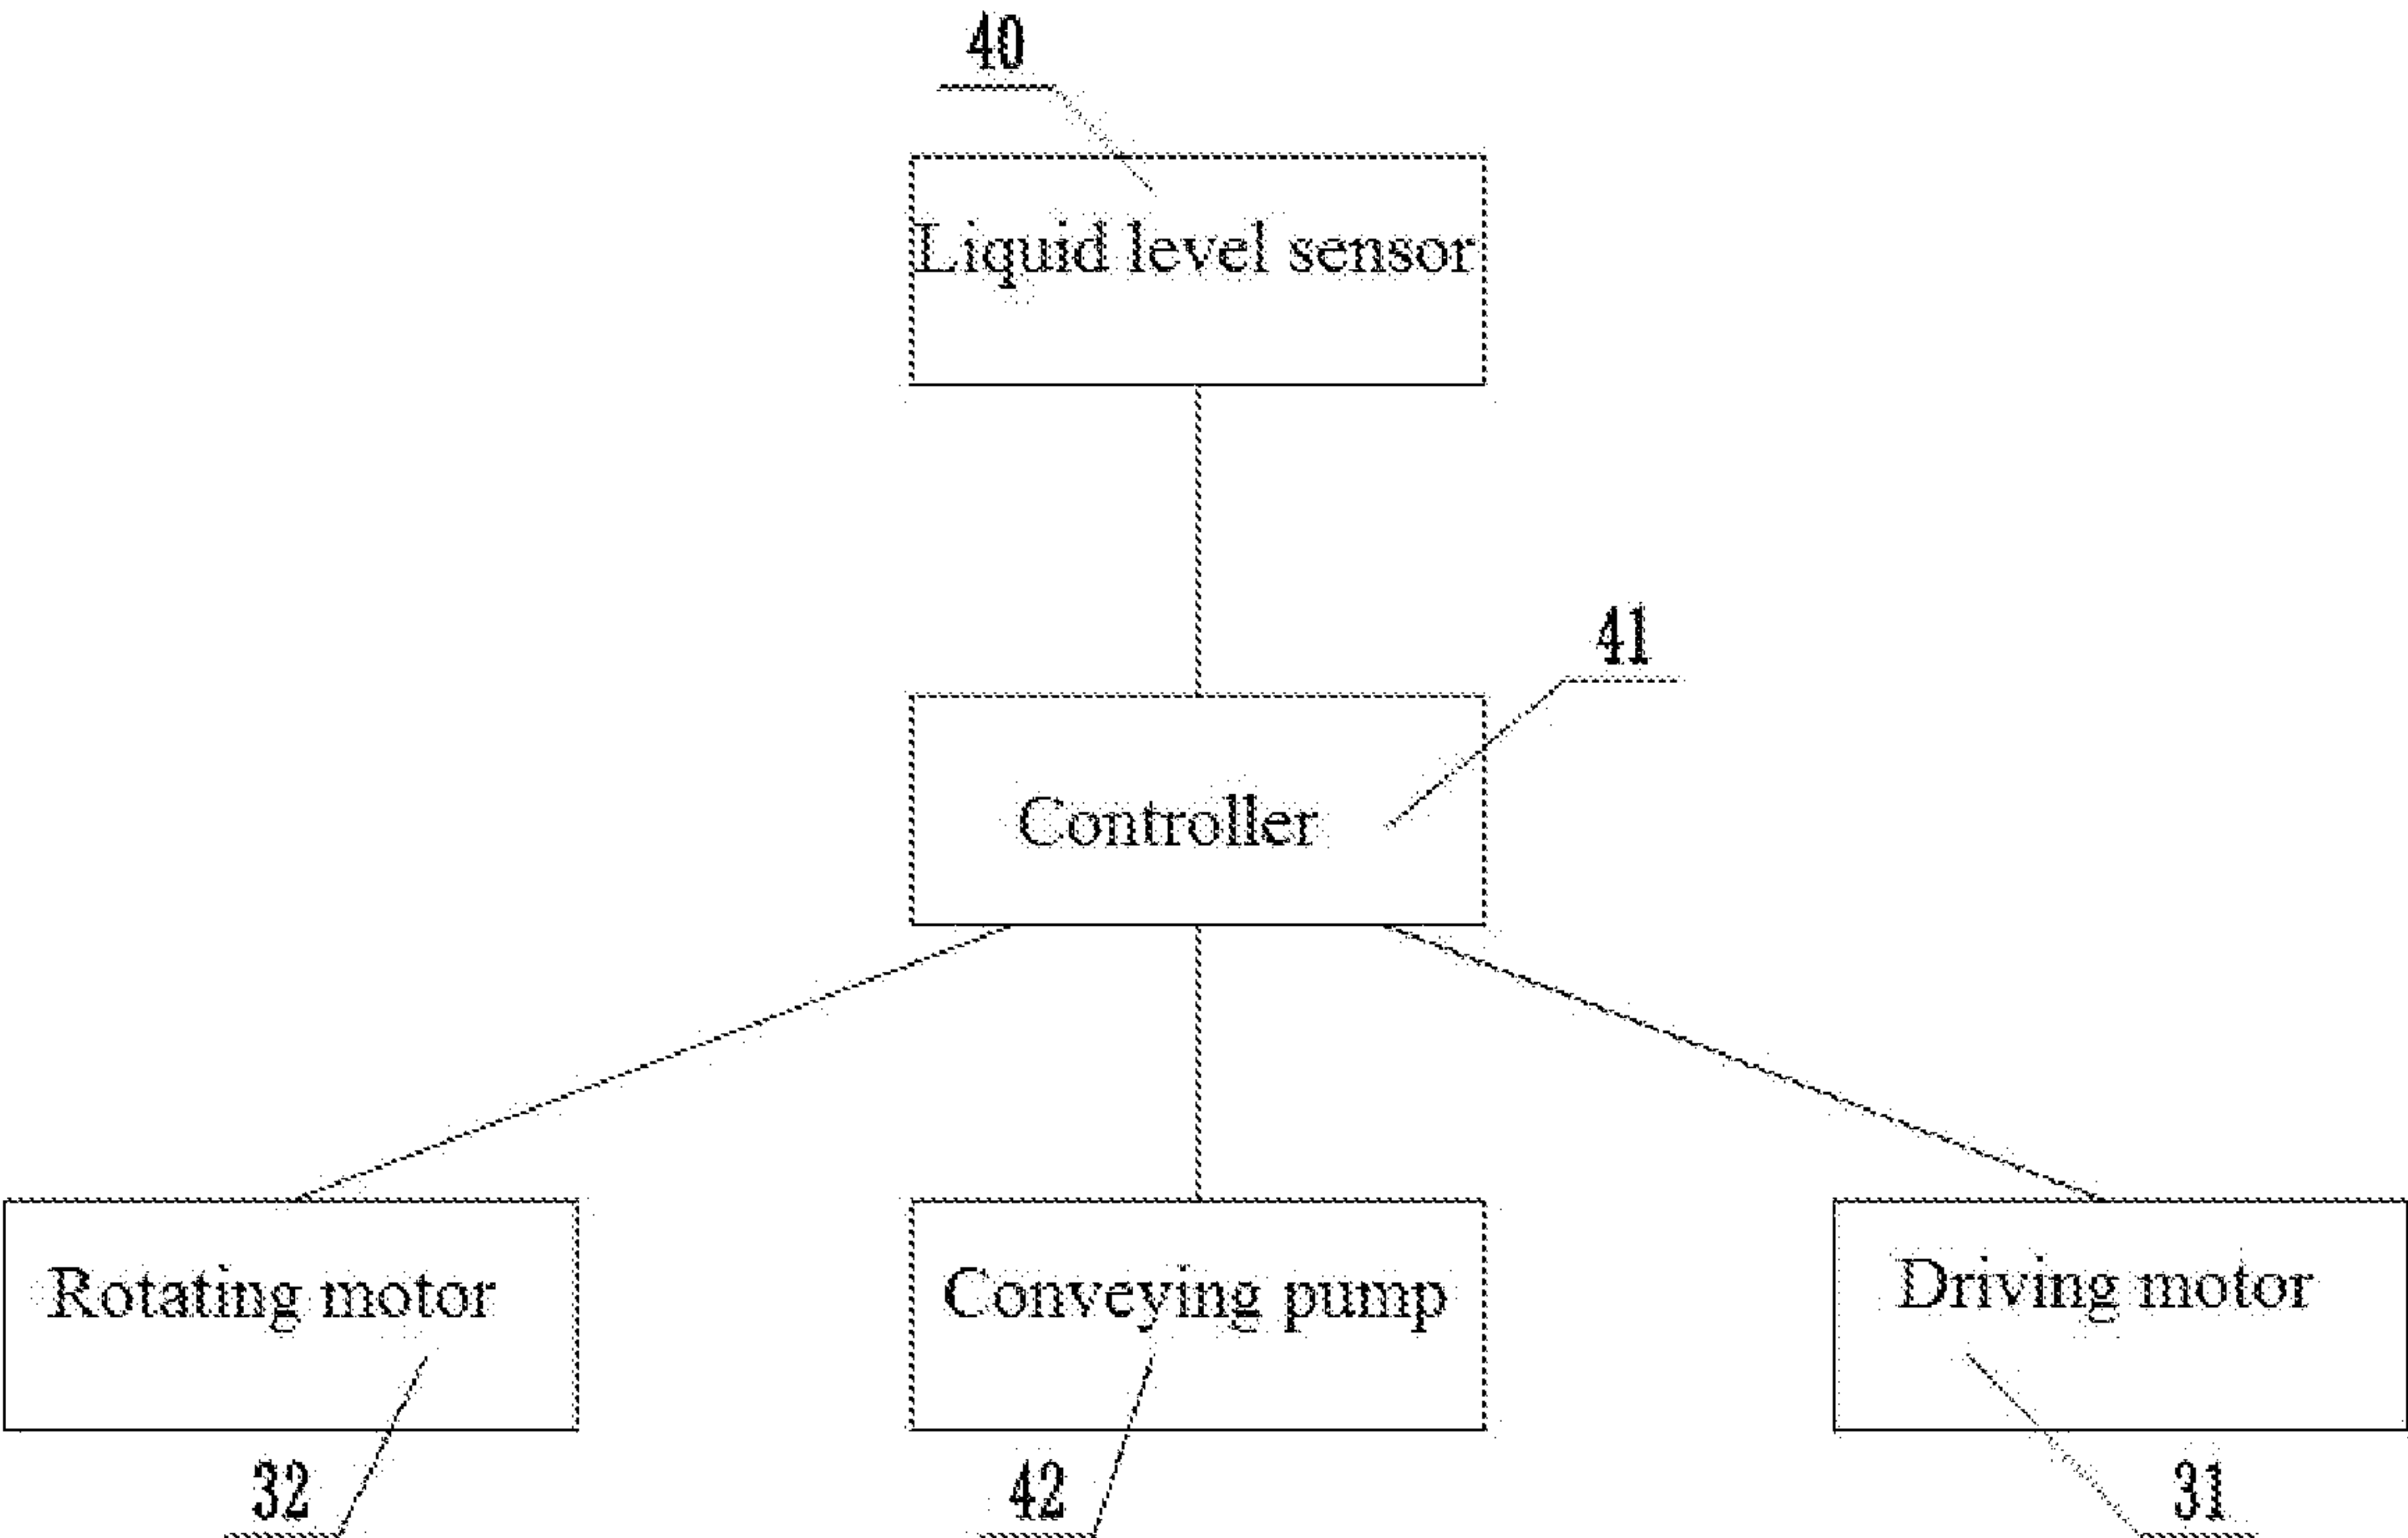 40
Liquid level sensor
41
Controller
Rotating motor
Conveying pump
Driving motor
32
42
31